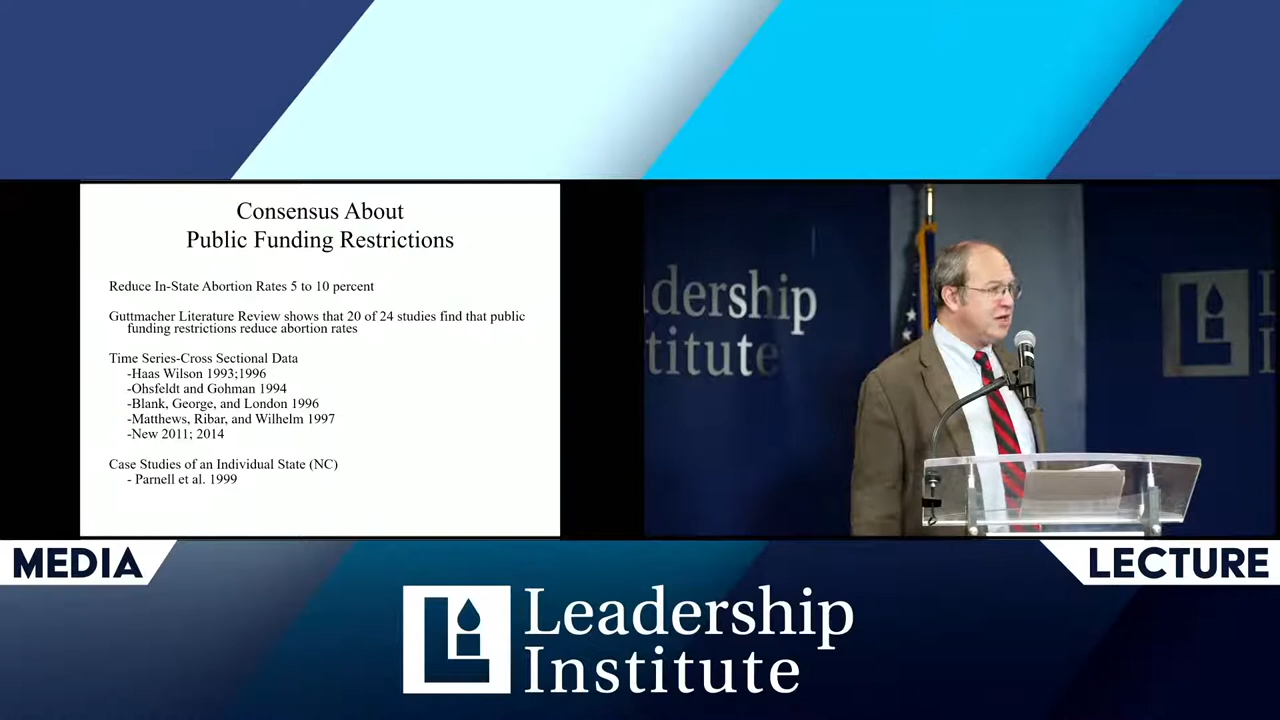 Consensus About
Public Funding Restrictions
Reduce In-State Abortion Rates 5 to 10 percent
Guttmacher Literature Review shows that 20 of 24 studies find that public
funding restrictions reduce abortion rates
Time Series-Cross Sectional Data
-Haas Wilson 1993;1996
-Ohsfeldt and Gohman 1994
-Blank, George, and London 1996
-Matthews, Ribar, and Wilhelm 1997
-New 2011; 2014
Case Studies of an Individual State (NC)
- Parnell et al. 1999
dership
titute
L
MEDIA
LECTURE
L
Leadership
Institute